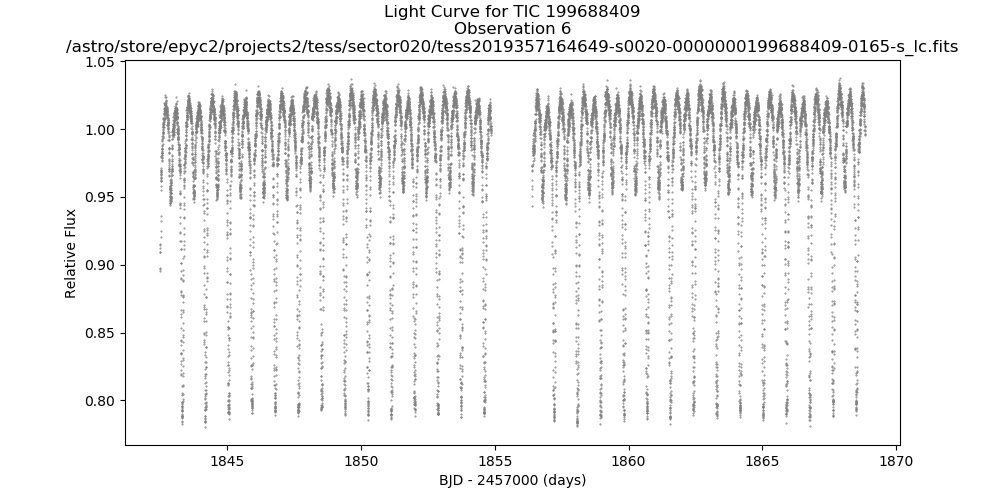 Light Curve for TIC 199688409
Observation 6
/astro/store/epyc2/projects2/tess/sector020/tess2019357164649-s0020-0000000199688409-0165-s_lc.fits
1.05
1.00
0.95
0.90
0.85
0.80
Relative Flux
1845
1850
1855
1860
1865
1870
BJD - 2457000 (days)